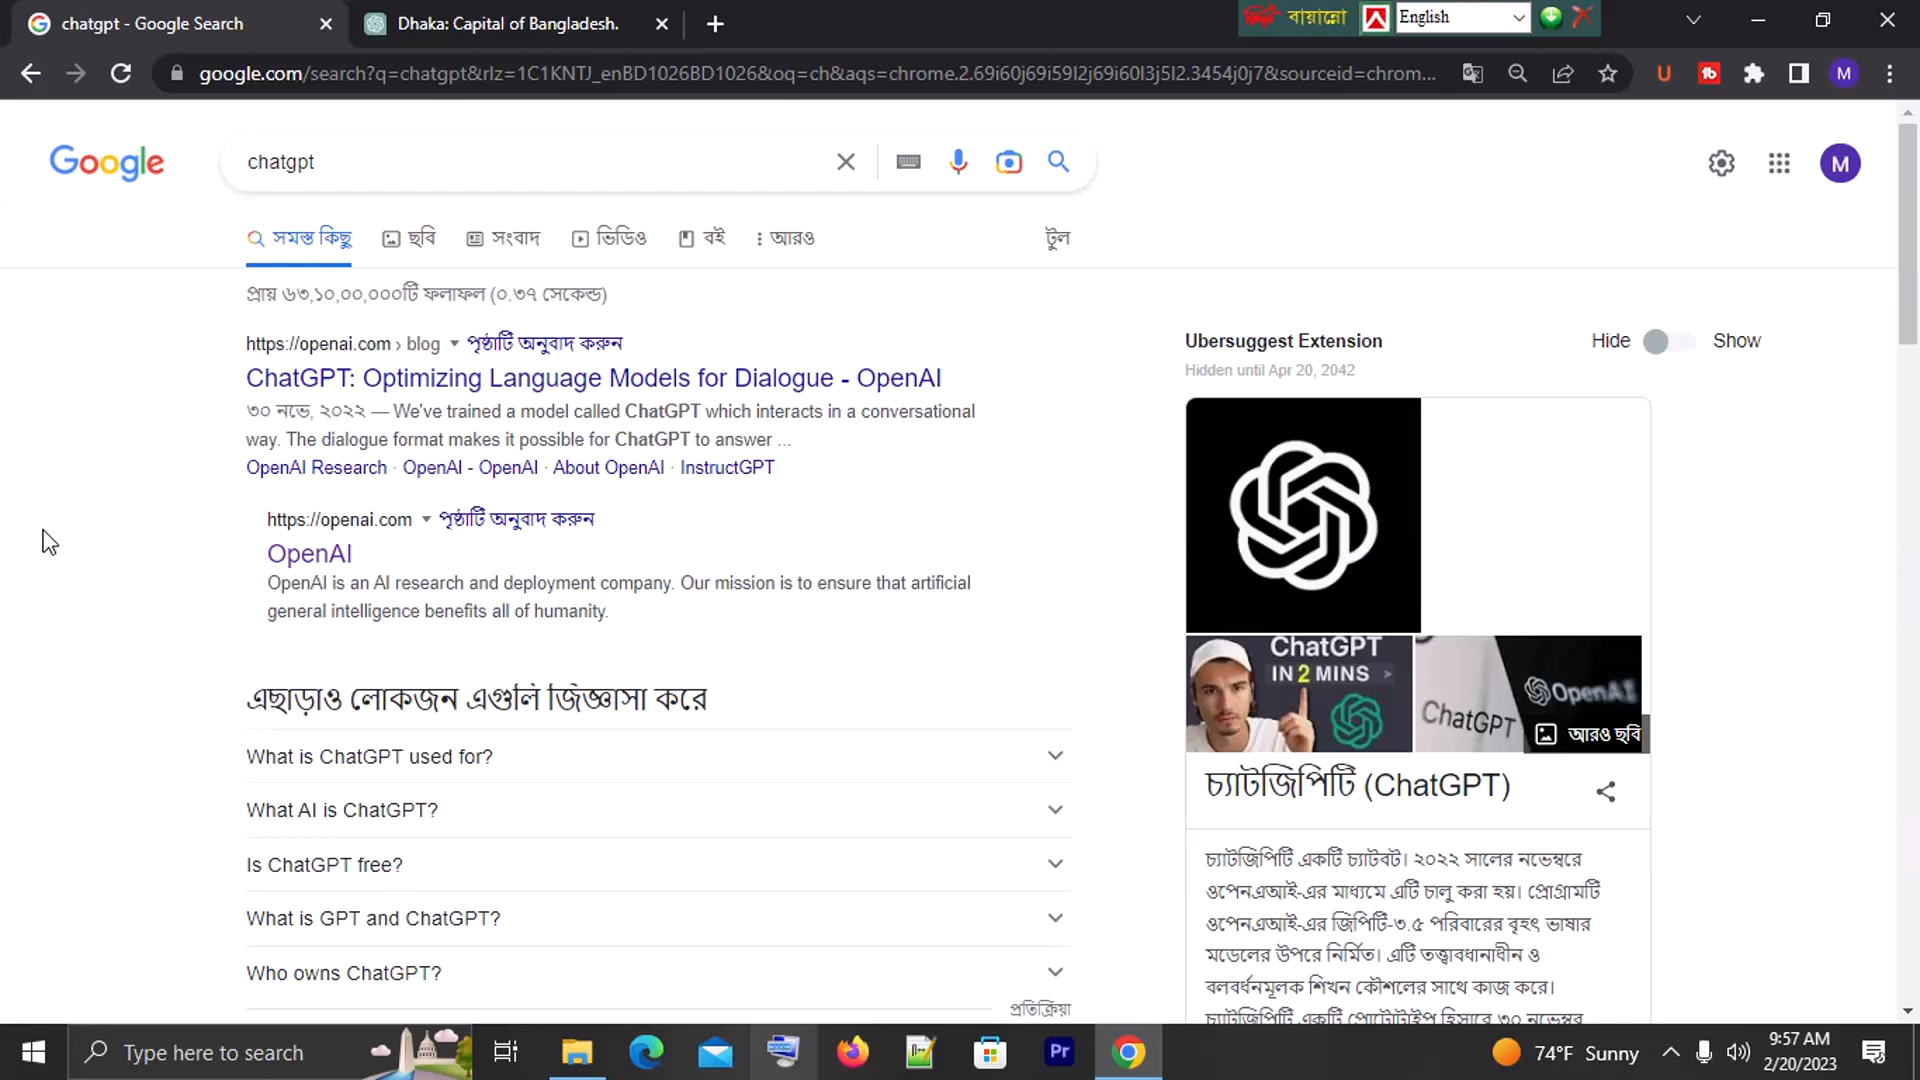 chatgpt - Google Search
Dhaka: Capital of Bangladesh.
বায়ান্নো
English
google.com/search?q=chatgpt&rlz=1C1KNTJ_enBD1026BD1026&oq=ch&aqs=chrome.2.69i60j69i59l2j69i60l3j5l2.3454j0j7&sourceid=chrom...
U
tb
M
Google
chatgpt
M
সমস্ত কিছু
ছবি
সংবাদ
ভিডিও
বই
আরও
টুল
প্রায় ৬৩,১০,০০,০০০টি ফলাফল (০.৩৭ সেকেন্ড)
https://openai.com › blog
পৃষ্ঠাটি অনুবাদ করুন
ChatGPT: Optimizing Language Models for Dialogue - OpenAI
৩০ নভে, ২০২২ — We've trained a model called ChatGPT which interacts in a conversational
way. The dialogue format makes it possible for ChatGPT to answer ...
OpenAI Research · OpenAI - OpenAI · About OpenAI · InstructGPT
https://openai.com
পৃষ্ঠাটি অনুবাদ করুন
OpenAI
OpenAI is an AI research and deployment company. Our mission is to ensure that artificial
general intelligence benefits all of humanity.
এছাড়াও লোকজন এগুলি জিজ্ঞাসা করে
What is ChatGPT used for?
What AI is ChatGPT?
Is ChatGPT free?
What is GPT and ChatGPT?
Who owns ChatGPT?
প্রতিক্রিয়া
Ubersuggest Extension
Hide
Show
Hidden until Apr 20, 2042
ChatGPT
IN 2 MINS >
ChatGPT
OpenAI
আরও ছবি
চ্যাটজিপিটি (ChatGPT)
চ্যাটজিপিটি একটি চ্যাটবট। ২০২২ সালের নভেম্বরে
ওপেনএআই-এর মাধ্যমে এটি চালু করা হয়। প্রোগ্রামটি
ওপেনএআই-এর জিপিটি-৩.৫ পরিবারের বৃহৎ ভাষার
মডেলের উপরে নির্মিত। এটি তত্ত্বাবধানাধীন ও
বলবর্ধনমূলক শিখন কৌশলের সাথে কাজ করে।
চ্যাটজিপিটি একটি প্রোটোটাইপ হিসাবে ৩০ নভেম্বর
Type here to search
Pr
74°F Sunny
9:57 AM
2/20/2023